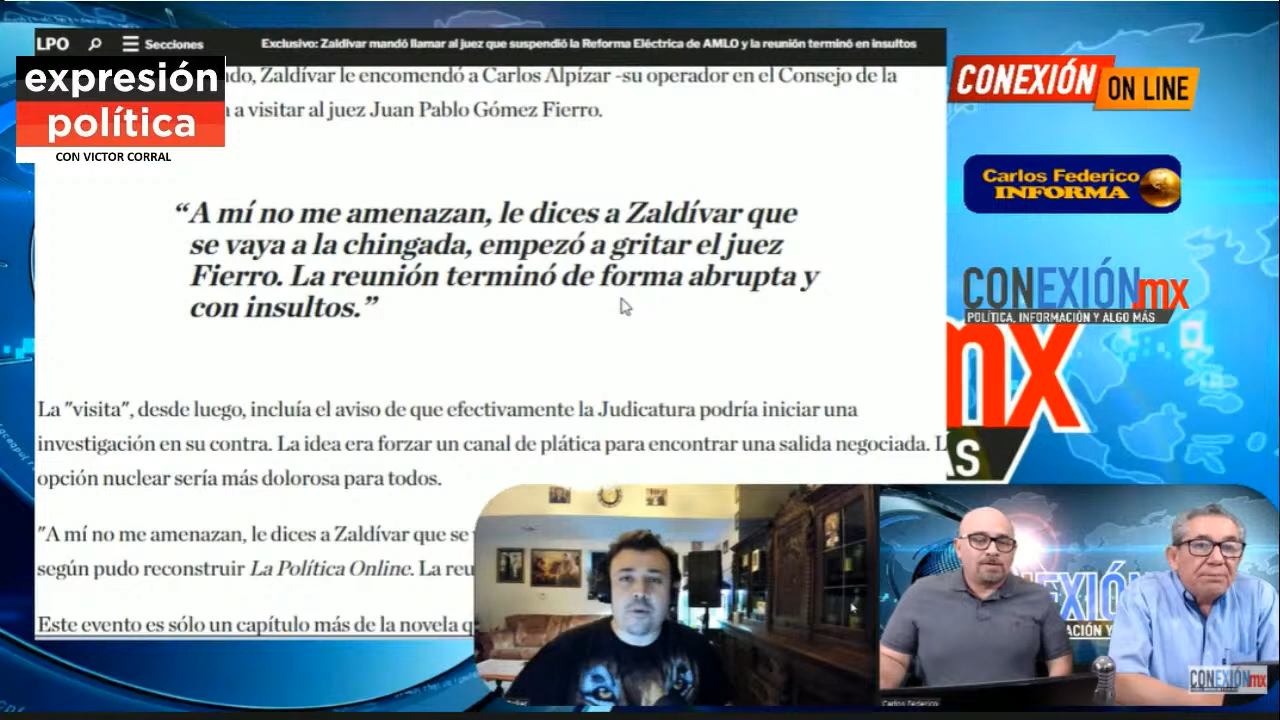 LPO Secciones Exclusivo: Zaldívar mandó llamar al juez que suspendió la Reforma Eléctrica de AMLO y la reunión terminó en insultos
expresión
política
CON VICTOR CORRAL
Zaldívar le encomendó a Carlos Alpízar -su operador en el Consejo de la
a visitar al juez Juan Pablo Gómez Fierro.
“A mí no me amenazan, le dices a Zaldívar que
se vaya a la chingada, empezó a gritar el juez
Fierro. La reunión terminó de forma abrupta y
con insultos.”
La "visita", desde luego, incluía el aviso de que efectivamente la Judicatura podría iniciar una
investigación en su contra. La idea era forzar un canal de plática para encontrar una salida negociada.
opción nuclear sería más dolorosa para todos.
"A mí no me amenazan, le dices a Zaldívar que se
según pudo reconstruir La Política Online. La reu
Este evento es sólo un capítulo más de la novela q
CONEXIÓN
ON LINE
Carlos Federico
INFORMA
CONEXIÓN.mx
POLÍTICA, INFORMACIÓN Y ALGO MÁS
mx
ÁS
EXIÓ
ACIÓN Y
Carlos Federico
CONEXIÓNmx